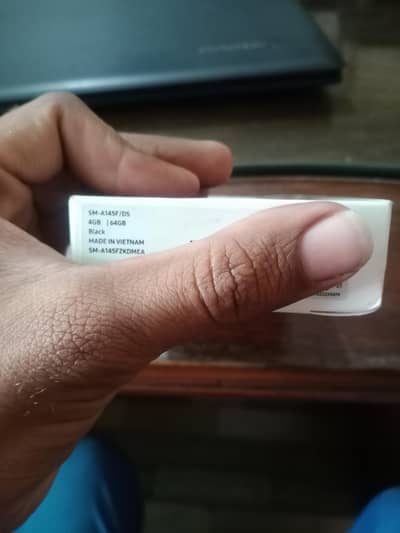 SM-A145F/DS
4GB | 64GB
Black
MADE IN VIETNAM
SM-A145FZKDMEA